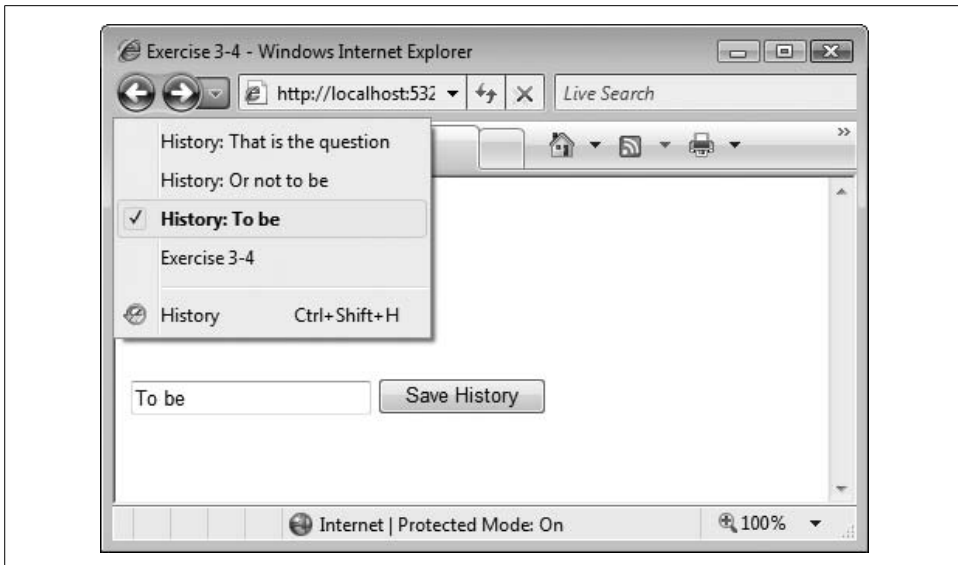 Exercise 3-4 - Windows Internet Explorer
http://localhost:532
Live Search
History: That is the question
History: Or not to be
History: To be
Exercise 3-4
History Ctrl+Shift+H
To be Save History
Internet | Protected Mode: On 100%